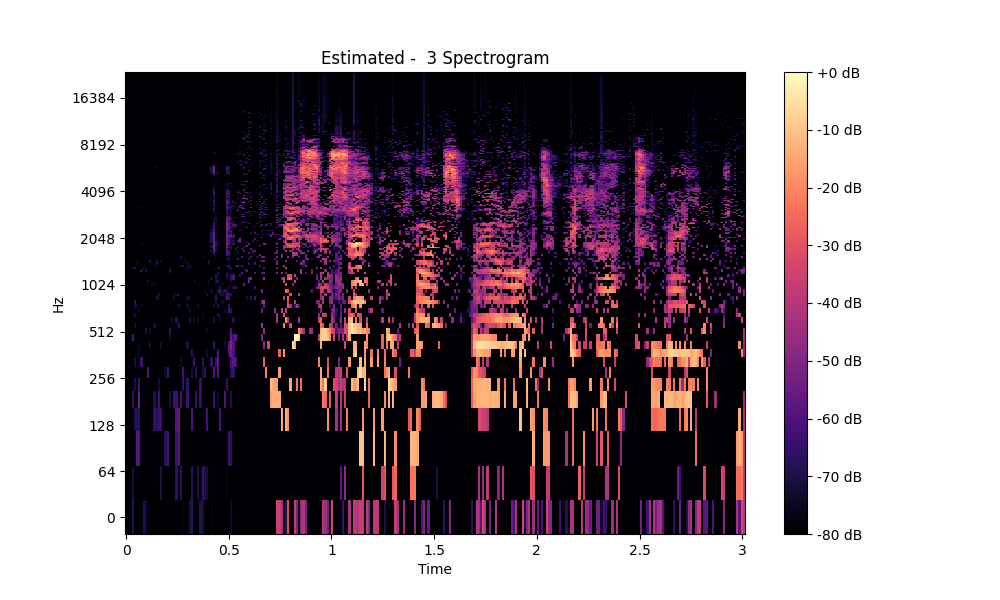 Estimated -  3 Spectrogram
Hz
16384
8192
4096
2048
1024
512
256
128
64
0
0 0.5 1 1.5 2 2.5 3
Time
+0 dB
-10 dB
-20 dB
-30 dB
-40 dB
-50 dB
-60 dB
-70 dB
-80 dB